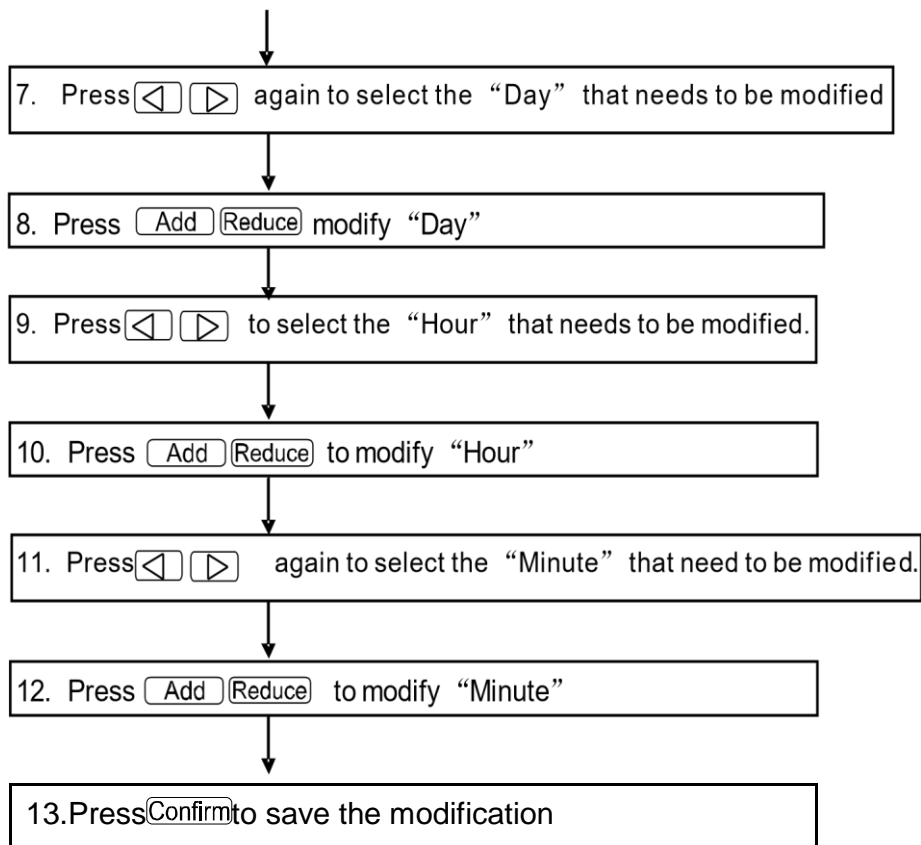 7. Press ◁ ▷ again to select the “Day” that needs to be modified
8. Press Add Reduce modify “Day”
9. Press ◁ ▷ to select the “Hour” that needs to be modified.
10. Press Add Reduce to modify “Hour”
11. Press ◁ ▷ again to select the “Minute” that need to be modified.
12. Press Add Reduce to modify “Minute”
13.Press Confirm to save the modification